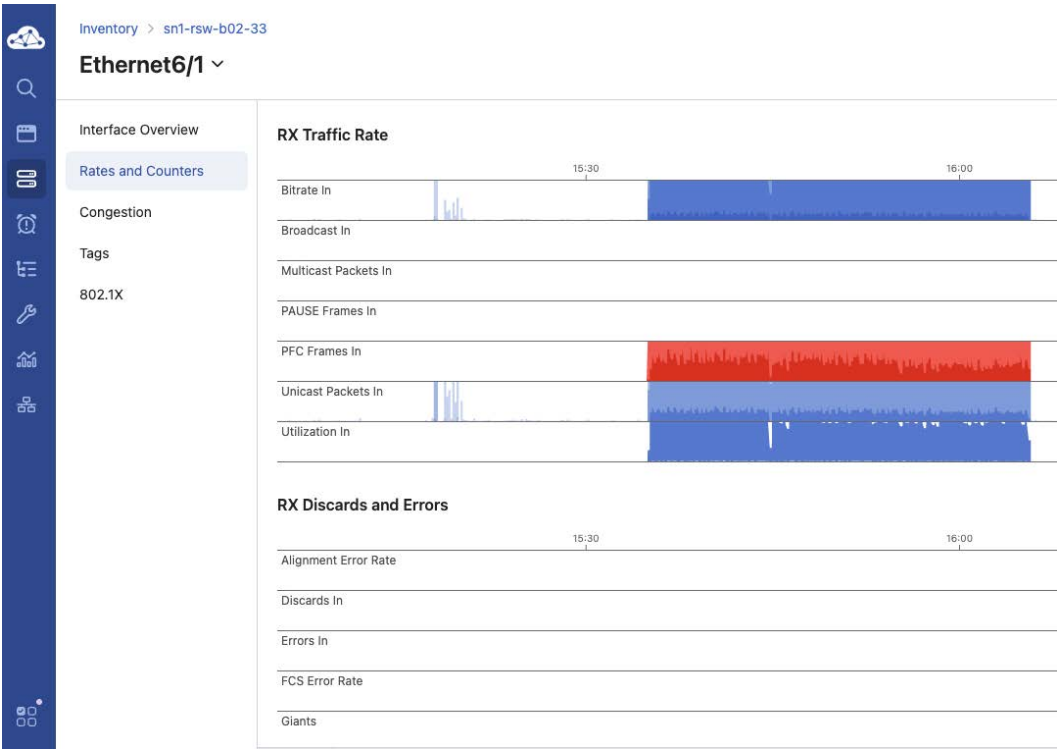 Inventory > sn1-rsw-b02-33
Ethernet6/1
Interface Overview
Rates and Counters
Congestion
Tags
802.1X
RX Traffic Rate
15:30 16:00
Bitrate In
Broadcast In
Multicast Packets In
PAUSE Frames In
PFC Frames In
Unicast Packets In
Utilization In
RX Discards and Errors
15:30 16:00
Alignment Error Rate
Discards In
Errors In
FCS Error Rate
Giants